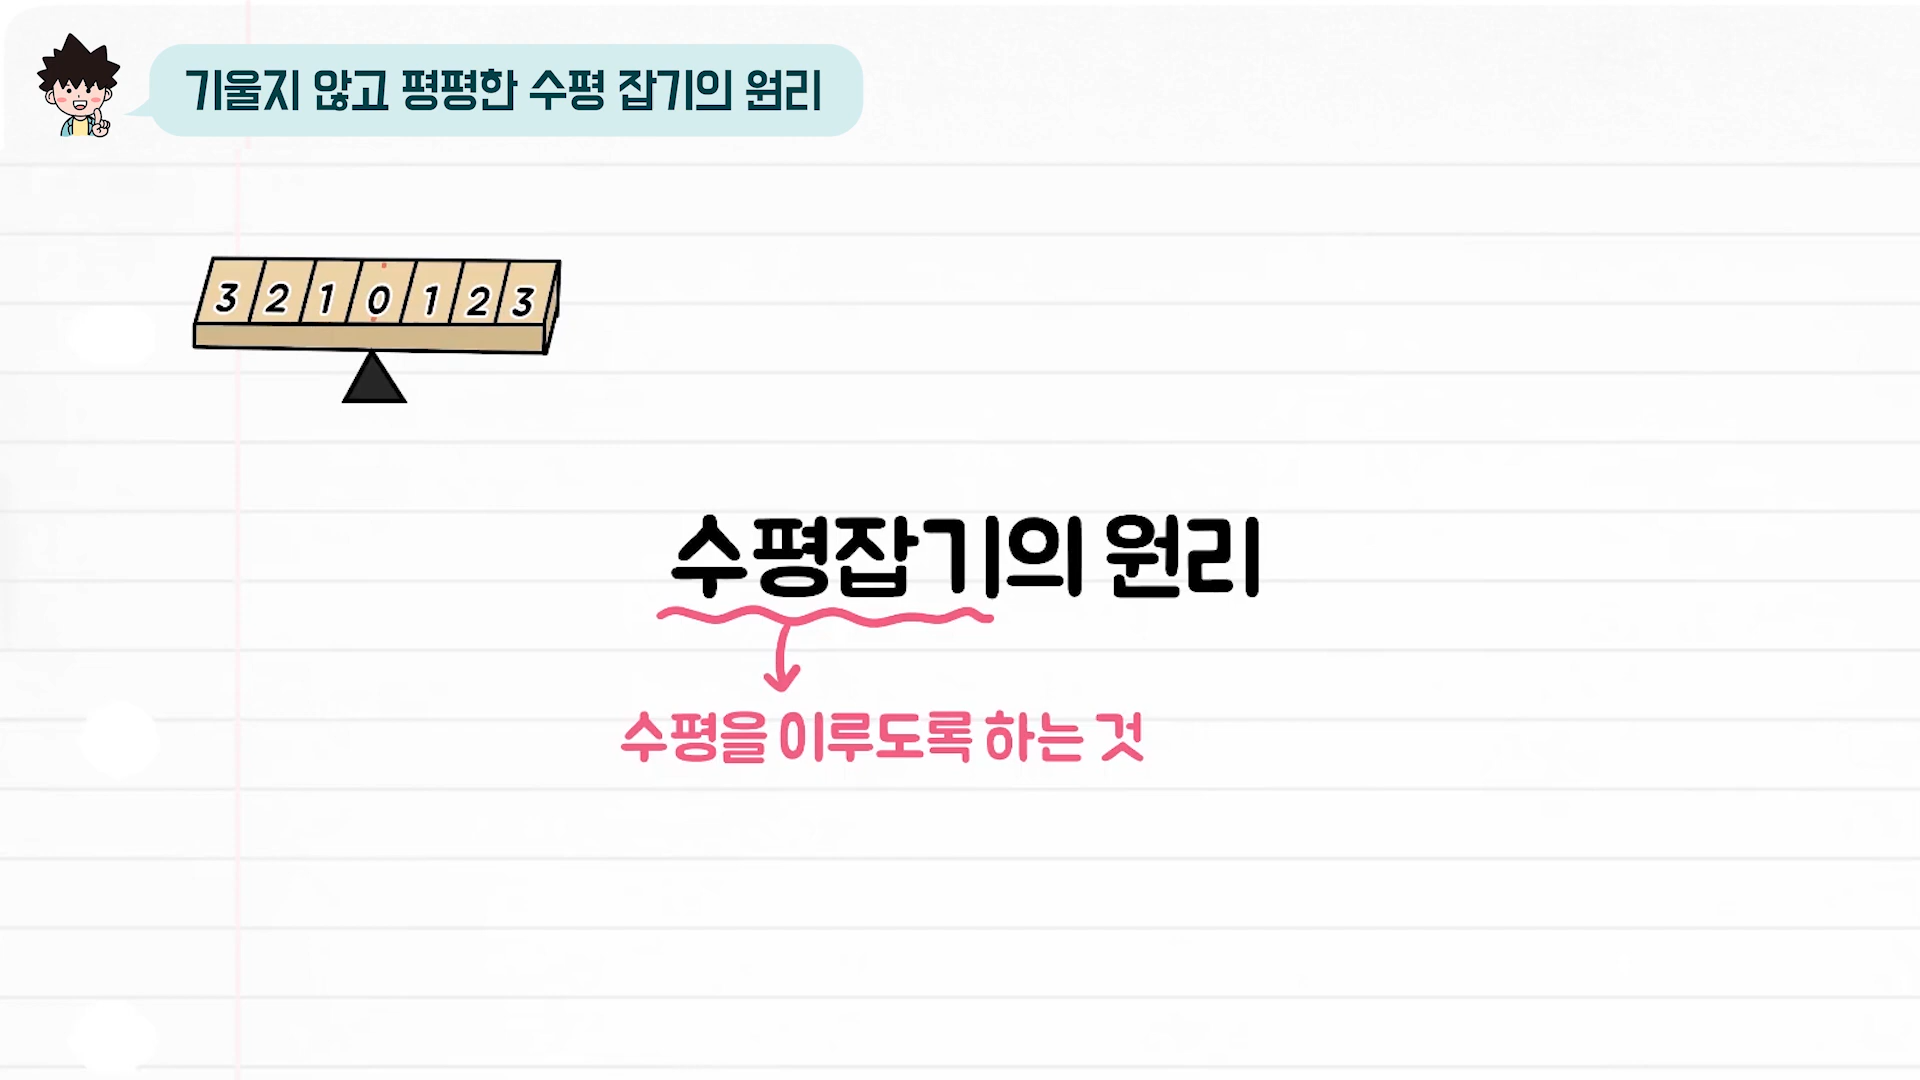 기울지 않고 평평한 수평 잡기의 원리
3 2 1 0 1 2 3
수평잡기의 원리
수평을 이루도록 하는 것